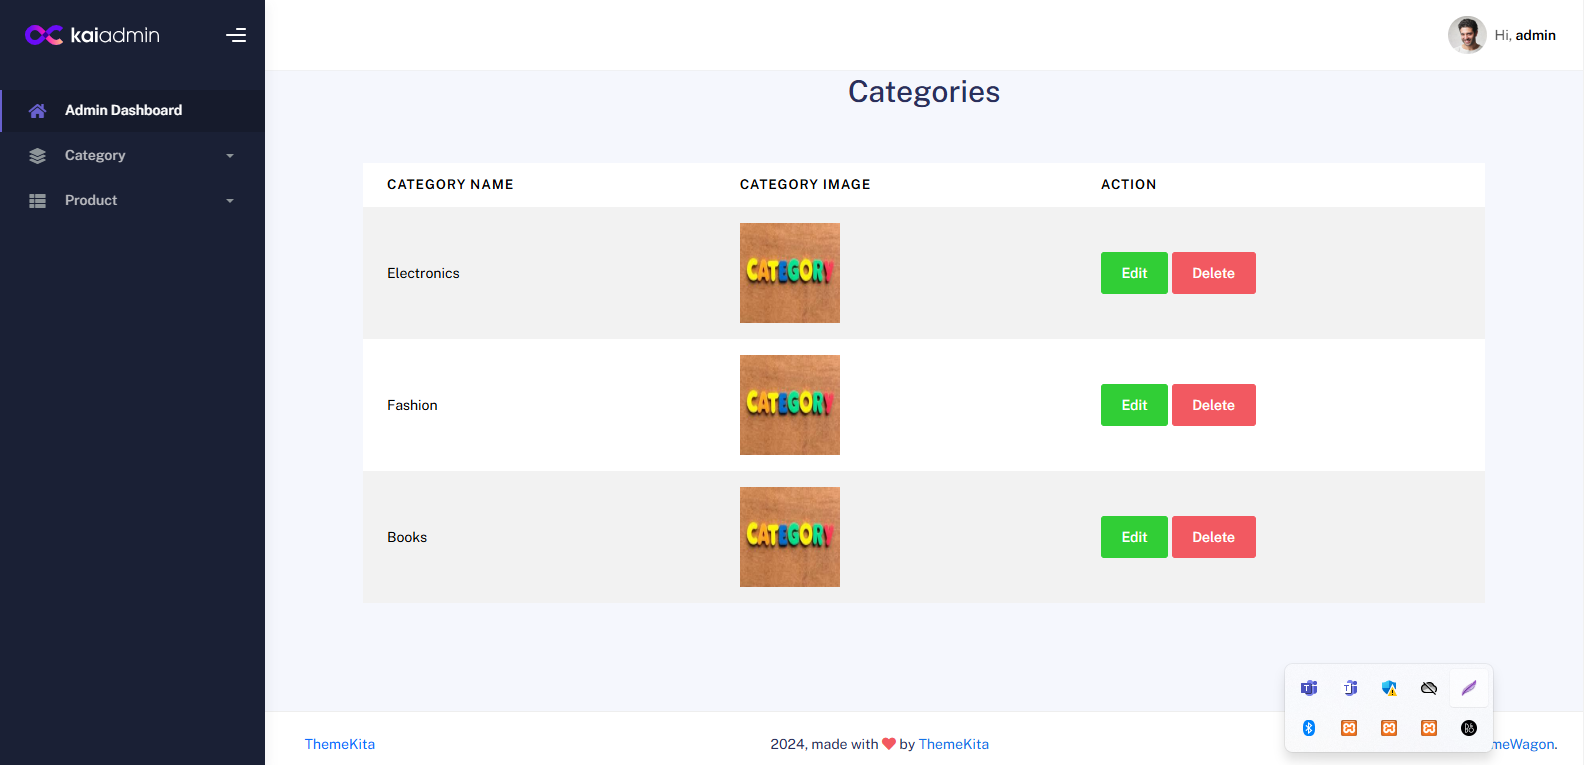 kaiadmin
Hi, admin
Admin Dashboard
Category
Product
Categories
CATEGORY NAME
CATEGORY IMAGE
ACTION
Electronics
CATEGORY
Edit
Delete
Fashion
CATEGORY
Edit
Delete
Books
CATEGORY
Edit
Delete
ThemeKita
2024, made with by ThemeKita
meWagon.